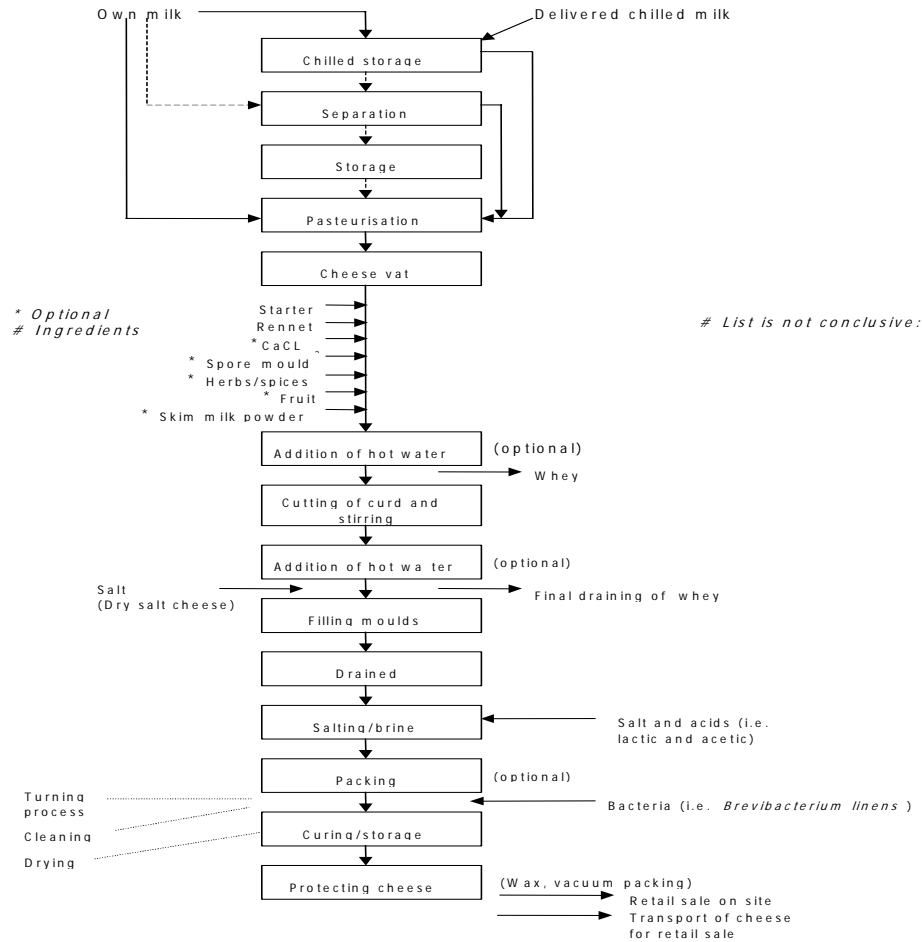 Own milk
Delivered chilled milk
Chilled storage
Separation
Storage
Pasteurisation
Cheese vat
* Optional
# Ingredients
# List is not conclusive:
Starter
Rennet
* CaCL
* Spore mould
* Herbs/spices
* Fruit
* Skim milk powder
Addition of hot water
(optional)
Whey
Cutting of curd and
stirring
Addition of hot water
(optional)
Salt
(Dry salt cheese)
Final draining of whey
Filling moulds
Drained
Salting/brine
Salt and acids (i.e.
lactic and acetic)
Packing
(optional)
Turning
process
Bacteria (i.e. Brevibacterium linens )
Cleaning
Curing/storage
Drying
Protecting cheese
(Wax, vacuum packing)
Retail sale on site
Transport of cheese
for retail sale